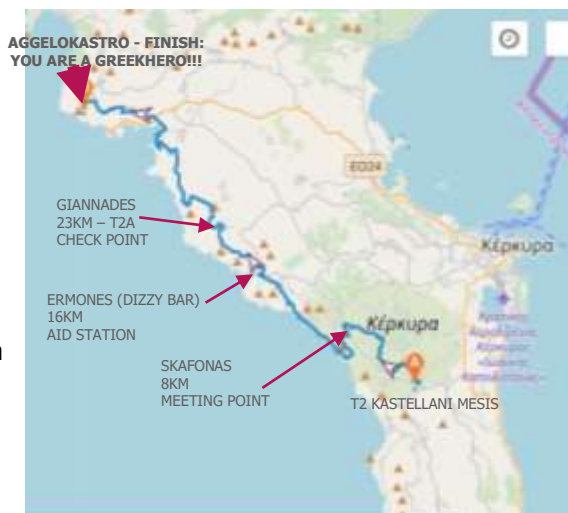 AGGELOKASTRO - FINISH:
YOU ARE A GREEKHERO!!!
EO24
GIANNADES
23KM – T2A
CHECK POINT
Κέρκυρα
ERMONES (DIZZY BAR)
16KM
AID STATION
Κέρκυρα
SKAFONAS
8KM
MEETING POINT
T2 KASTELLANI MESIS